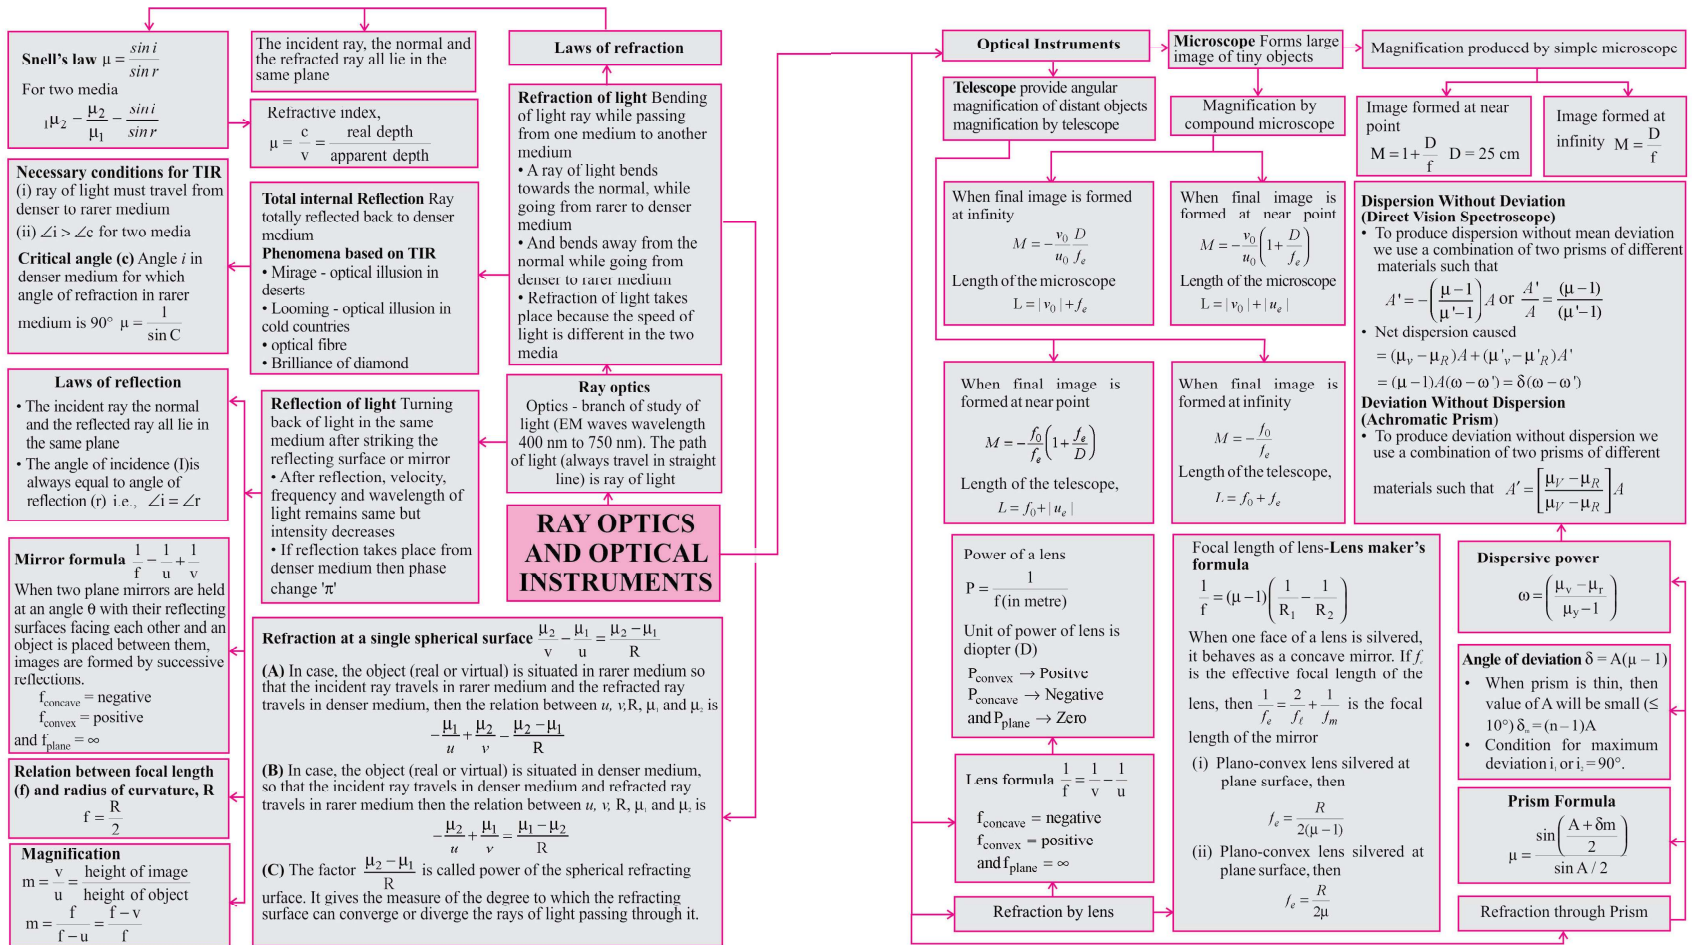 Snell's law μ = sin i / sin r
For two media
₁μ₂ – μ₂/μ₁ – sin i / sin r
The incident ray, the normal and
the refracted ray all lie in the
same plane
Laws of refraction
Refractive index,
μ = c/v = real depth / apparent depth
Refraction of light Bending
of light ray while passing
from one medium to another
medium
• A ray of light bends
towards the normal, while
going from rarer to denser
medium
• And bends away from the
normal while going from
denser to rarer medium
• Refraction of light takes
place because the speed of
light is different in the two
media
Necessary conditions for TIR
(i) ray of light must travel from
denser to rarer medium
(ii) ∠i > ∠c for two media
Critical angle (c) Angle i in
denser medium for which
angle of refraction in rarer
medium is 90° μ = 1 / sin C
Total internal Reflection Ray
totally reflected back to denser
medium
Phenomena based on TIR
• Mirage - optical illusion in
deserts
• Looming - optical illusion in
cold countries
• optical fibre
• Brilliance of diamond
Ray optics
Optics - branch of study of
light (EM waves wavelength
400 nm to 750 nm). The path
of light (always travel in straight
line) is ray of light
Laws of reflection
• The incident ray the normal
and the reflected ray all lie in
the same plane
• The angle of incidence (I)is
always equal to angle of
reflection (r) i.e., ∠i = ∠r
Reflection of light Turning
back of light in the same
medium after striking the
reflecting surface or mirror
• After reflection, velocity,
frequency and wavelength of
light remains same but
intensity decreases
• If reflection takes place from
denser medium then phase
change 'π'
RAY OPTICS
AND OPTICAL
INSTRUMENTS
Mirror formula 1/f – 1/u + 1/v
When two plane mirrors are held
at an angle θ with their reflecting
surfaces facing each other and an
object is placed between them,
images are formed by successive
reflections.
f concave = negative
f convex = positive
and f plane = ∞
Relation between focal length
(f) and radius of curvature, R
f = R/2
Magnification
m = v/u = height of image / height of object
m = f/(f – u) = (f – v)/f
Refraction at a single spherical surface μ₂/v – μ₁/u = (μ₂ – μ₁)/R
(A) In case, the object (real or virtual) is situated in rarer medium so
that the incident ray travels in rarer medium and the refracted ray
travels in denser medium, then the relation between u, v,R, μ₁ and μ₂ is
–μ₁/u + μ₂/v – (μ₂ – μ₁)/R
(B) In case, the object (real or virtual) is situated in denser medium,
so that the incident ray travels in denser medium and refracted ray
travels in rarer medium then the relation between u, v, R, μ₁ and μ₂ is
–μ₂/u + μ₁/v = (μ₁ – μ₂)/R
(C) The factor (μ₂ – μ₁)/R is called power of the spherical refracting
urface. It gives the measure of the degree to which the refracting
surface can converge or diverge the rays of light passing through it.
Optical Instruments
Microscope Forms large
image of tiny objects
Magnification produced by simple microscope
Telescope provide angular
magnification of distant objects
magnification by telescope
Magnification by
compound microscope
Image formed at near
point
M = 1 + D/f D = 25 cm
Image formed at
infinity M = D/f
When final image is formed
at infinity
M = – v₀/u₀ D/fₑ
Length of the microscope
L = | v₀ | + fₑ
When final image is
formed at near point
M = – v₀/u₀ (1 + D/fₑ)
Length of the microscope
L = | v₀ | + | uₑ |
Dispersion Without Deviation
(Direct Vision Spectroscope)
• To produce dispersion without mean deviation
we use a combination of two prisms of different
materials such that
A' = –((μ – 1)/(μ' – 1)) A or A'/A = (μ – 1)/(μ' – 1)
• Net dispersion caused
= (μᵥ – μ_R)A + (μ'ᵥ – μ'_R)A'
= (μ – 1)A(ω – ω') = δ(ω – ω')
Deviation Without Dispersion
(Achromatic Prism)
• To produce deviation without dispersion we
use a combination of two prisms of different
materials such that A' = [(μ_V – μ_R)/(μ_V – μ_R)] A
When final image is
formed at near point
M = – f₀/fₑ (1 + fₑ/D)
Length of the telescope,
L = f₀ + | uₑ |
When final image is
formed at infinity
M = – f₀/fₑ
Length of the telescope,
L = f₀ + fₑ
Power of a lens
P = 1 / f (in metre)
Unit of power of lens is
diopter (D)
P convex → Positive
P concave → Negative
and P plane → Zero
Lens formula 1/f = 1/v – 1/u
f concave = negative
f convex = positive
and f plane = ∞
Refraction by lens
Focal length of lens-Lens maker's
formula
1/f = (μ – 1)(1/R₁ – 1/R₂)
When one face of a lens is silvered,
it behaves as a concave mirror. If fₑ
is the effective focal length of the
lens, then 1/fₑ = 2/f_ℓ + 1/f_m is the focal
length of the mirror
(i) Plano-convex lens silvered at
plane surface, then
fₑ = R / 2(μ – 1)
(ii) Plano-convex lens silvered at
plane surface, then
fₑ = R / 2μ
Dispersive power
ω = ((μᵥ – μᵣ)/(μ_y – 1))
Angle of deviation δ = A(μ – 1)
• When prism is thin, then
value of A will be small (≤
10°) δₘ = (n – 1)A
• Condition for maximum
deviation i₁ or i₂ = 90°.
Prism Formula
μ = sin((A + δm)/2) / sin A / 2
Refraction through Prism